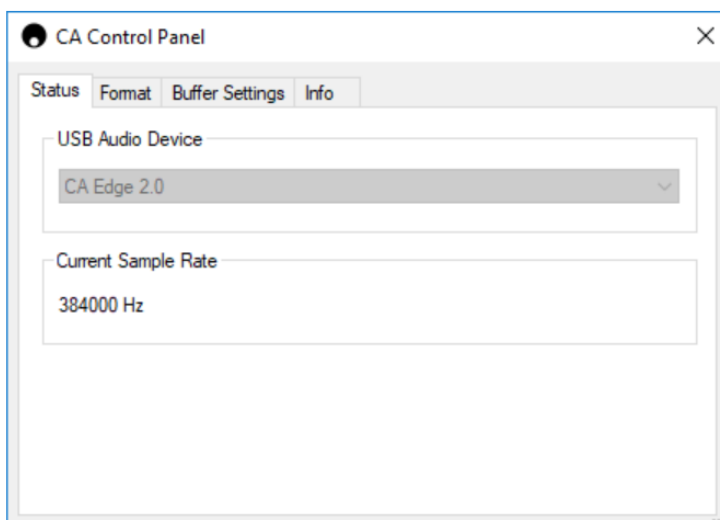 CA Control Panel
Status Format Buffer Settings Info
USB Audio Device
CA Edge 2.0
Current Sample Rate
384000 Hz